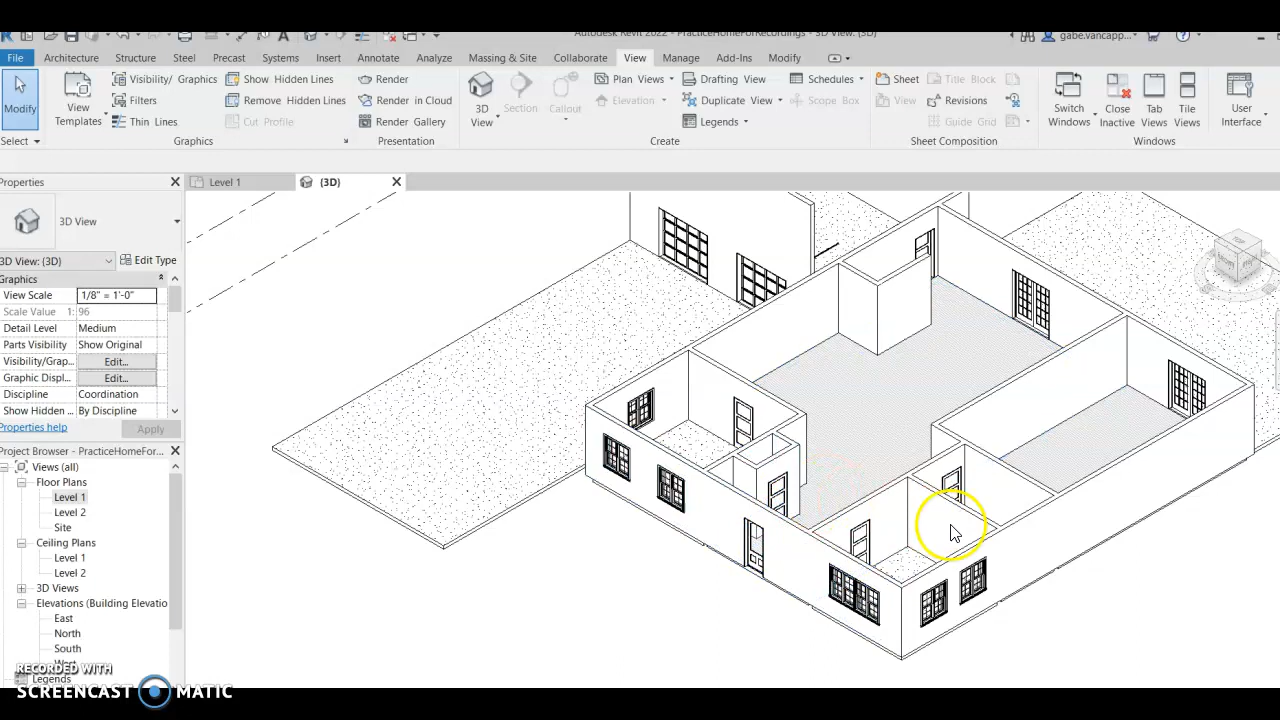 Autodesk Revit 2022 - PracticeHomeForRecordings - 3D View: {3D}
gabe.vancapp...
File Architecture Structure Steel Precast Systems Insert Annotate Analyze Massing & Site Collaborate View Manage Add-Ins Modify
Modify
View Templates
Visibility/ Graphics
Filters
Thin Lines
Show Hidden Lines
Remove Hidden Lines
Cut Profile
Render
Render in Cloud
Render Gallery
3D View
Section
Callout
Plan Views
Elevation
Drafting View
Duplicate View
Legends
Schedules
Scope Box
Sheet
View
Title Block
Revisions
Guide Grid
Switch Windows
Close Inactive
Tab Views
Tile Views
User Interface
Select Graphics Presentation Create Sheet Composition Windows
Properties
Level 1
{3D}
3D View
3D View: {3D}
Edit Type
Graphics
View Scale 1/8" = 1'-0"
Scale Value 1: 96
Detail Level Medium
Parts Visibility Show Original
Visibility/Grap... Edit...
Graphic Displ... Edit...
Discipline Coordination
Show Hidden ... By Discipline
Properties help
Apply
Project Browser - PracticeHomeFor...
Views (all)
Floor Plans
Level 1
Level 2
Site
Ceiling Plans
Level 1
Level 2
3D Views
Elevations (Building Elevatio
East
North
South
West
Legends
RECORDED WITH
SCREENCAST MATIC